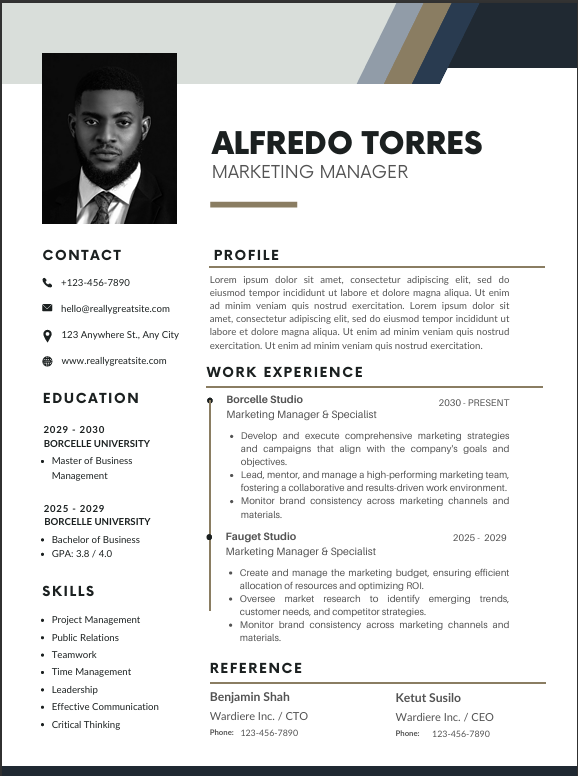 ALFREDO TORRES
MARKETING MANAGER
CONTACT
+123-456-7890
hello@reallygreatsite.com
123 Anywhere St., Any City
www.reallygreatsite.com
EDUCATION
2029 - 2030
BORCELLE UNIVERSITY
• Master of Business
Management
2025 - 2029
BORCELLE UNIVERSITY
• Bachelor of Business
• GPA: 3.8 / 4.0
SKILLS
• Project Management
• Public Relations
• Teamwork
• Time Management
• Leadership
• Effective Communication
• Critical Thinking
PROFILE
Lorem ipsum dolor sit amet, consectetur adipiscing elit, sed do
eiusmod tempor incididunt ut labore et dolore magna aliqua. Ut enim
ad minim veniam quis nostrud exercitation. Lorem ipsum dolor sit
amet, consectetur adipiscing elit, sed do eiusmod tempor incididunt ut
labore et dolore magna aliqua. Ut enim ad minim veniam quis nostrud
exercitation. Ut enim ad minim veniam quis nostrud exercitation.
WORK EXPERIENCE
Borcelle Studio
2030 - PRESENT
Marketing Manager & Specialist
• Develop and execute comprehensive marketing strategies
and campaigns that align with the company's goals and
objectives.
• Lead, mentor, and manage a high-performing marketing team,
fostering a collaborative and results-driven work environment.
• Monitor brand consistency across marketing channels and
materials.
Fauget Studio
2025 - 2029
Marketing Manager & Specialist
• Create and manage the marketing budget, ensuring efficient
allocation of resources and optimizing ROI.
• Oversee market research to identify emerging trends,
customer needs, and competitor strategies.
• Monitor brand consistency across marketing channels and
materials.
REFERENCE
Benjamin Shah
Wardiere Inc. / CTO
Phone: 123-456-7890
Ketut Susilo
Wardiere Inc. / CEO
Phone: 123-456-7890